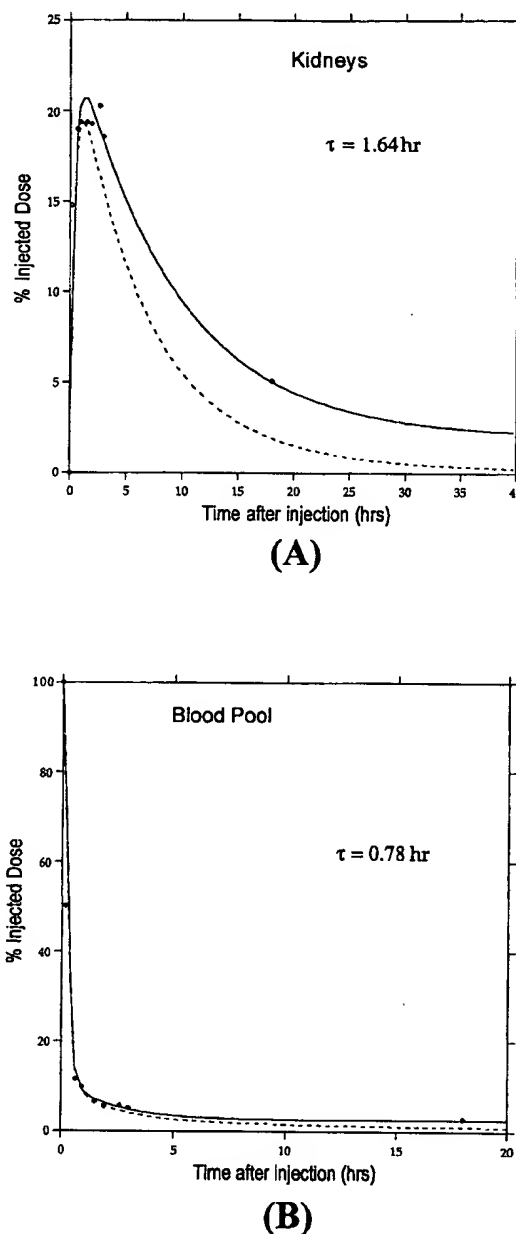 25
20
15
10
5
0
% Injected Dose
Kidneys
τ = 1.64 hr
0 5 10 15 20 25 30 35 4
Time after injection (hrs)
(A)
100
80
60
40
20
0
% Injected Dose
Blood Pool
τ = 0.78 hr
0 5 10 15 20
Time after injection (hrs)
(B)